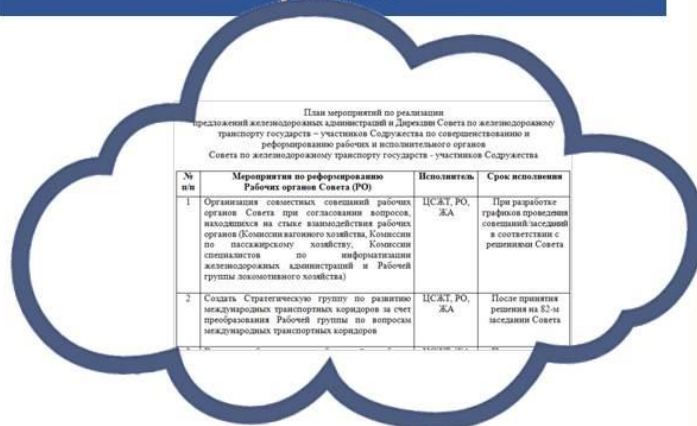 План мероприятий по реализации
предложений железнодорожных администраций и Дирекции Совета по железнодорожному
транспорту государств – участников Содружества по совершенствованию и
реформированию рабочих и исполнительного органов
Совета по железнодорожному транспорту государств - участников Содружества
№ п/п
Мероприятия по реформированию
Рабочих органов Совета (РО)
Исполнитель
Срок исполнения
1
Организация совместных совещаний рабочих
органов Совета при согласовании вопросов,
находящихся на стыке взаимодействия рабочих
органов (Комиссии вагонного хозяйства, Комиссии
по пассажирскому хозяйству, Комиссии
специалистов по информатизации
железнодорожных администраций и Рабочей
группы локомотивного хозяйства)
ЦСЖТ, РО,
ЖА
При разработке
графиков проведения
совещаний/заседаний
в соответствии с
решениями Совета
2
Создать Стратегическую группу по развитию
международных транспортных коридоров за счет
преобразования Рабочей группы по вопросам
международных транспортных коридоров
ЦСЖТ, РО,
ЖА
После принятия
решения на 82-м
заседании Совета